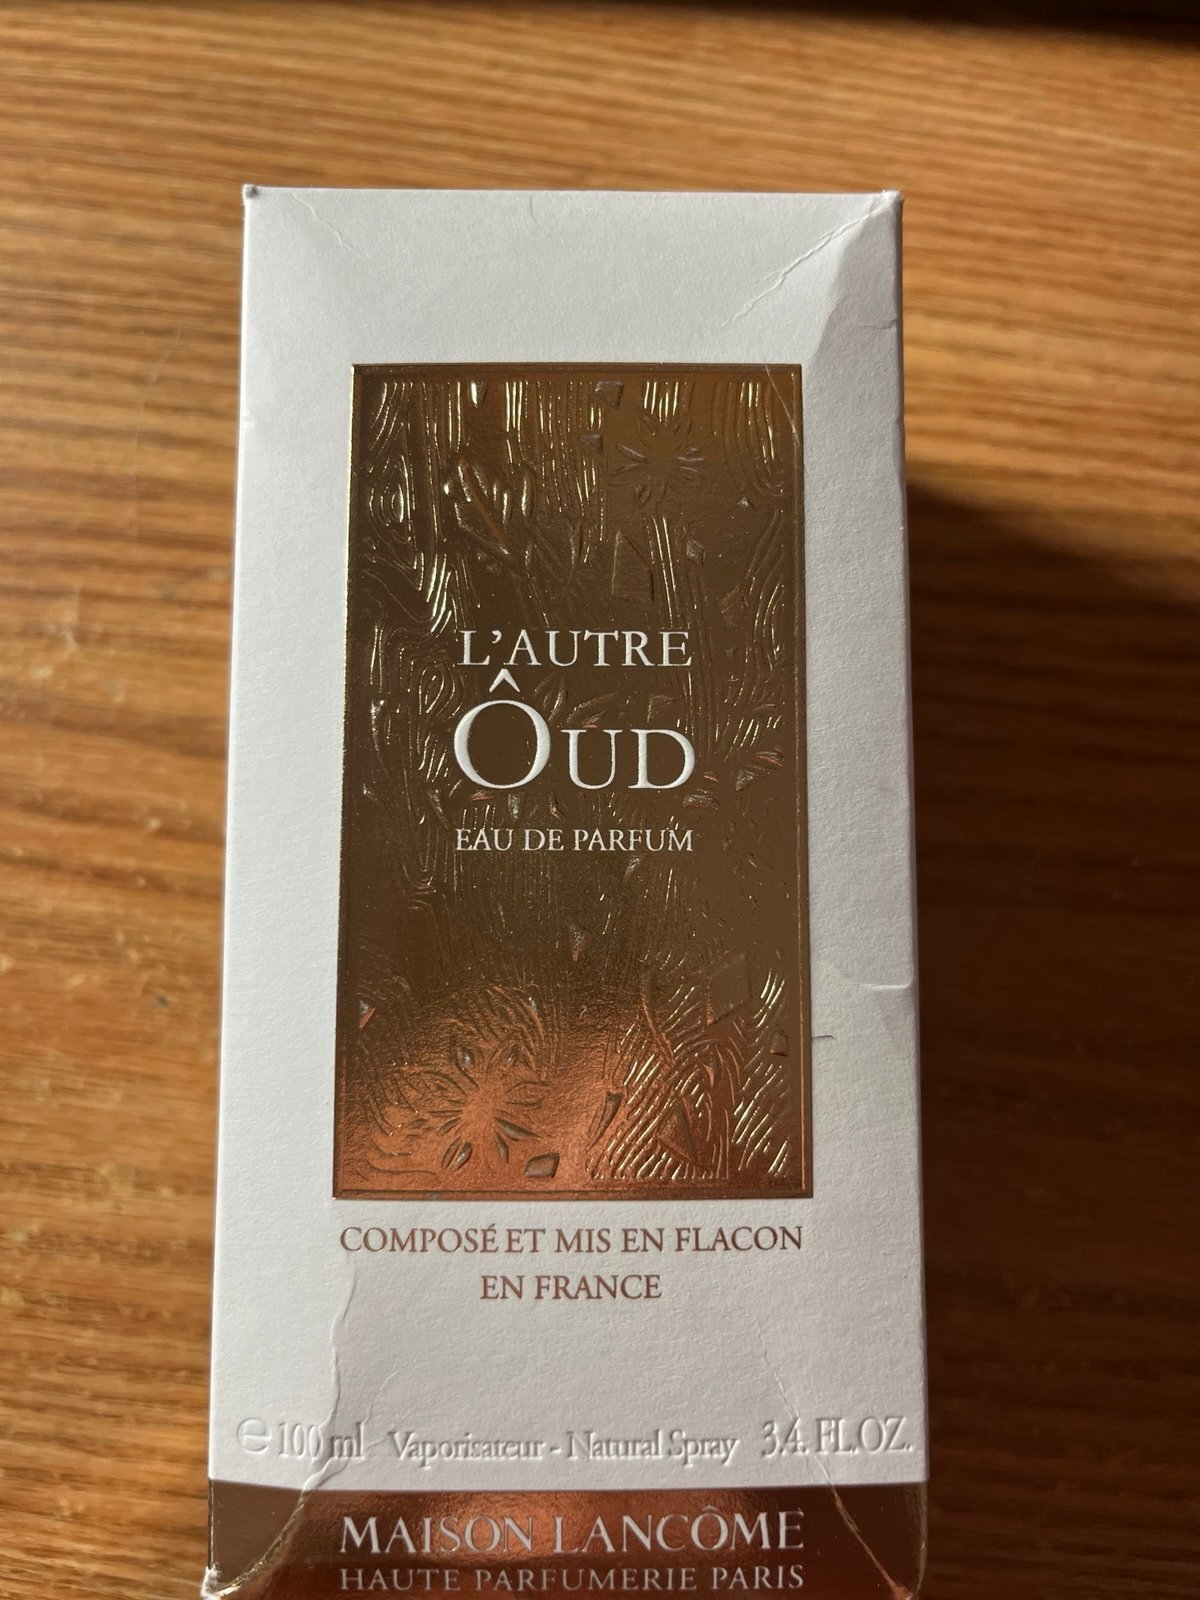 L'AUTRE
ÔUD
EAU DE PARFUM
COMPOSÉ ET MIS EN FLACON
EN FRANCE
℮ 100 ml Vaporisateur - Natural Spray 3.4. FL.OZ.
MAISON LANCÔME
HAUTE PARFUMERIE PARIS